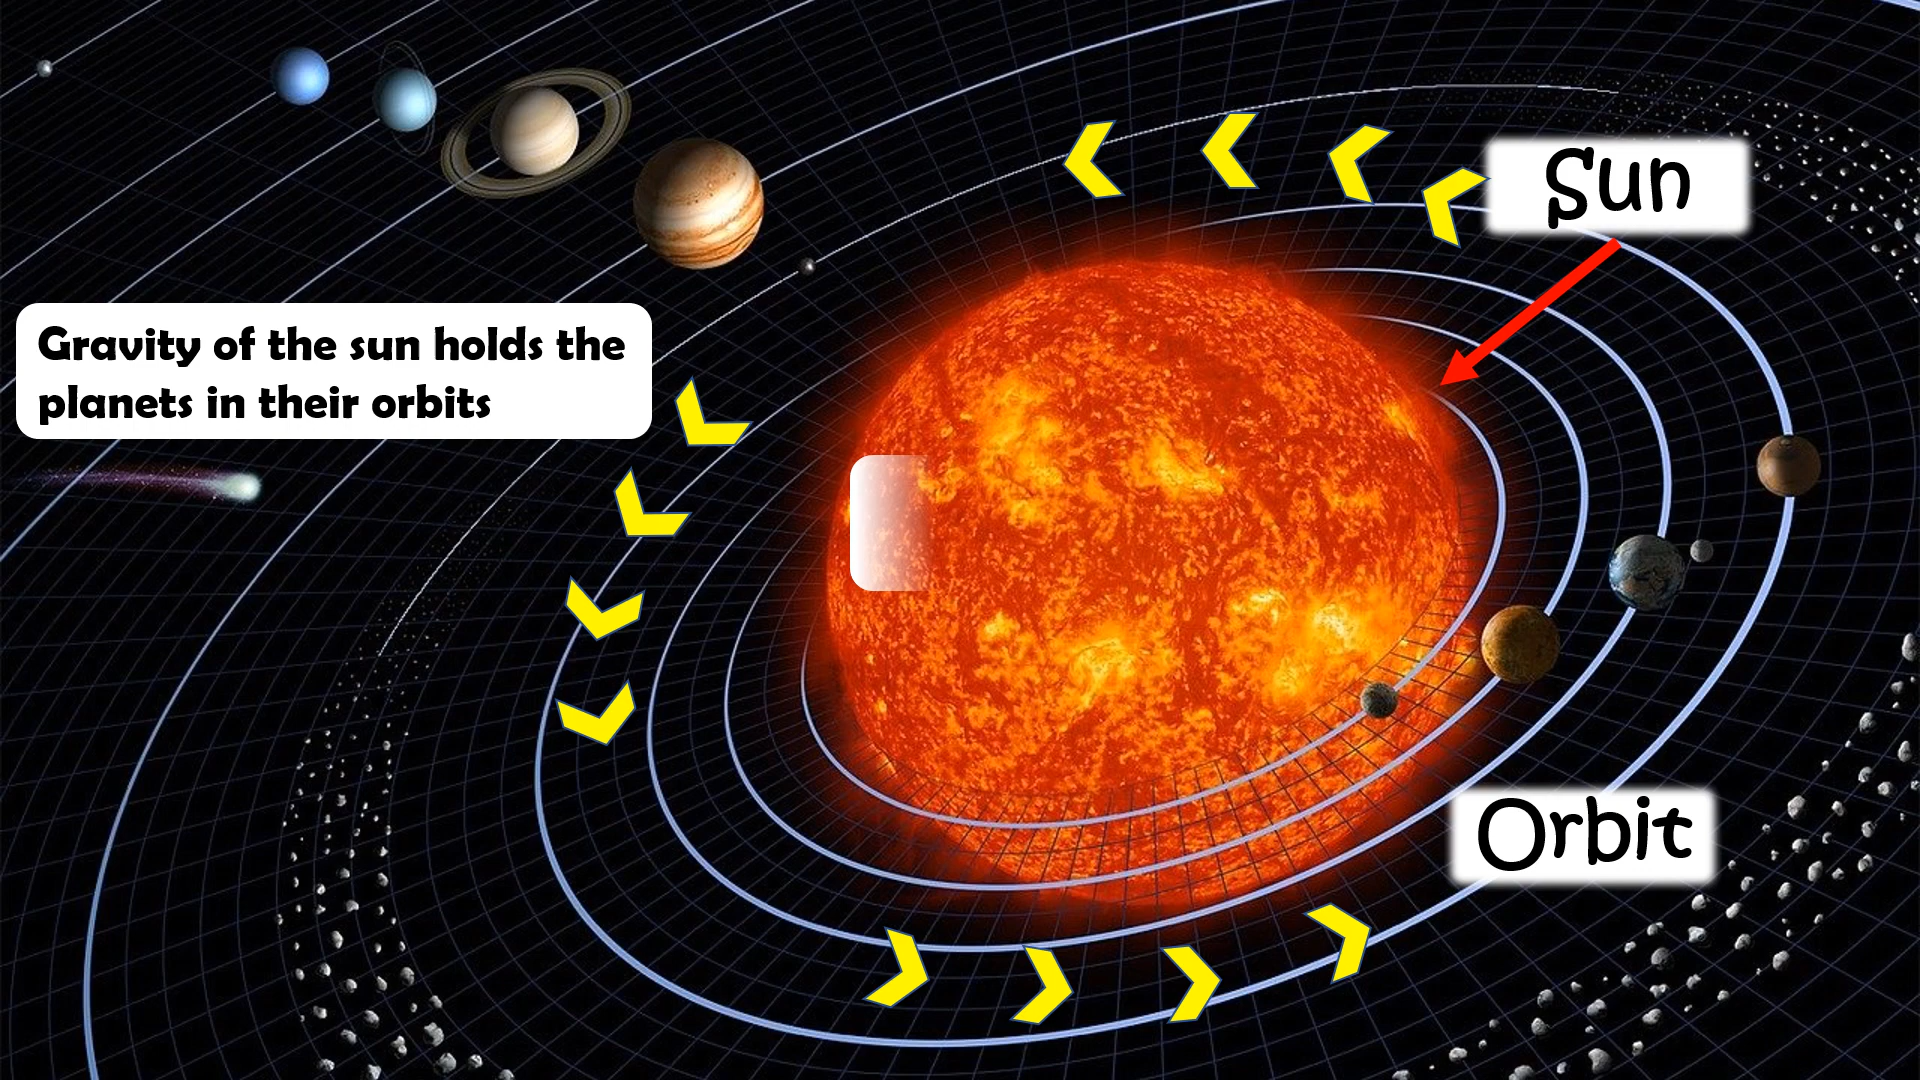 Sun
Gravity of the sun holds the
planets in their orbits
Orbit